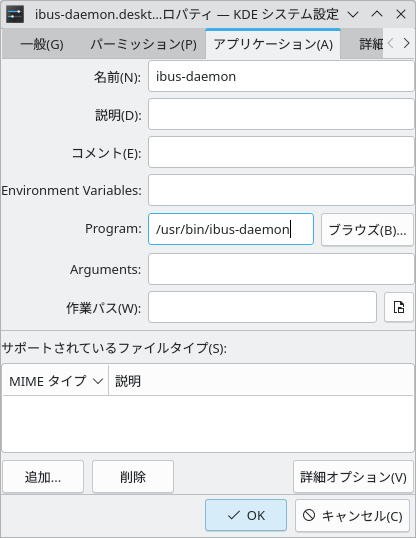 ibus-daemon.deskt...ロパティ — KDE システム設定
一般(G) パーミッション(P) アプリケーション(A) 詳細
名前(N): ibus-daemon
説明(D):
コメント(E):
Environment Variables:
Program: /usr/bin/ibus-daemon ブラウズ(B)...
Arguments:
作業パス(W):
サポートされているファイルタイプ(S):
MIME タイプ 説明
追加... 削除 詳細オプション(V)
OK キャンセル(C)